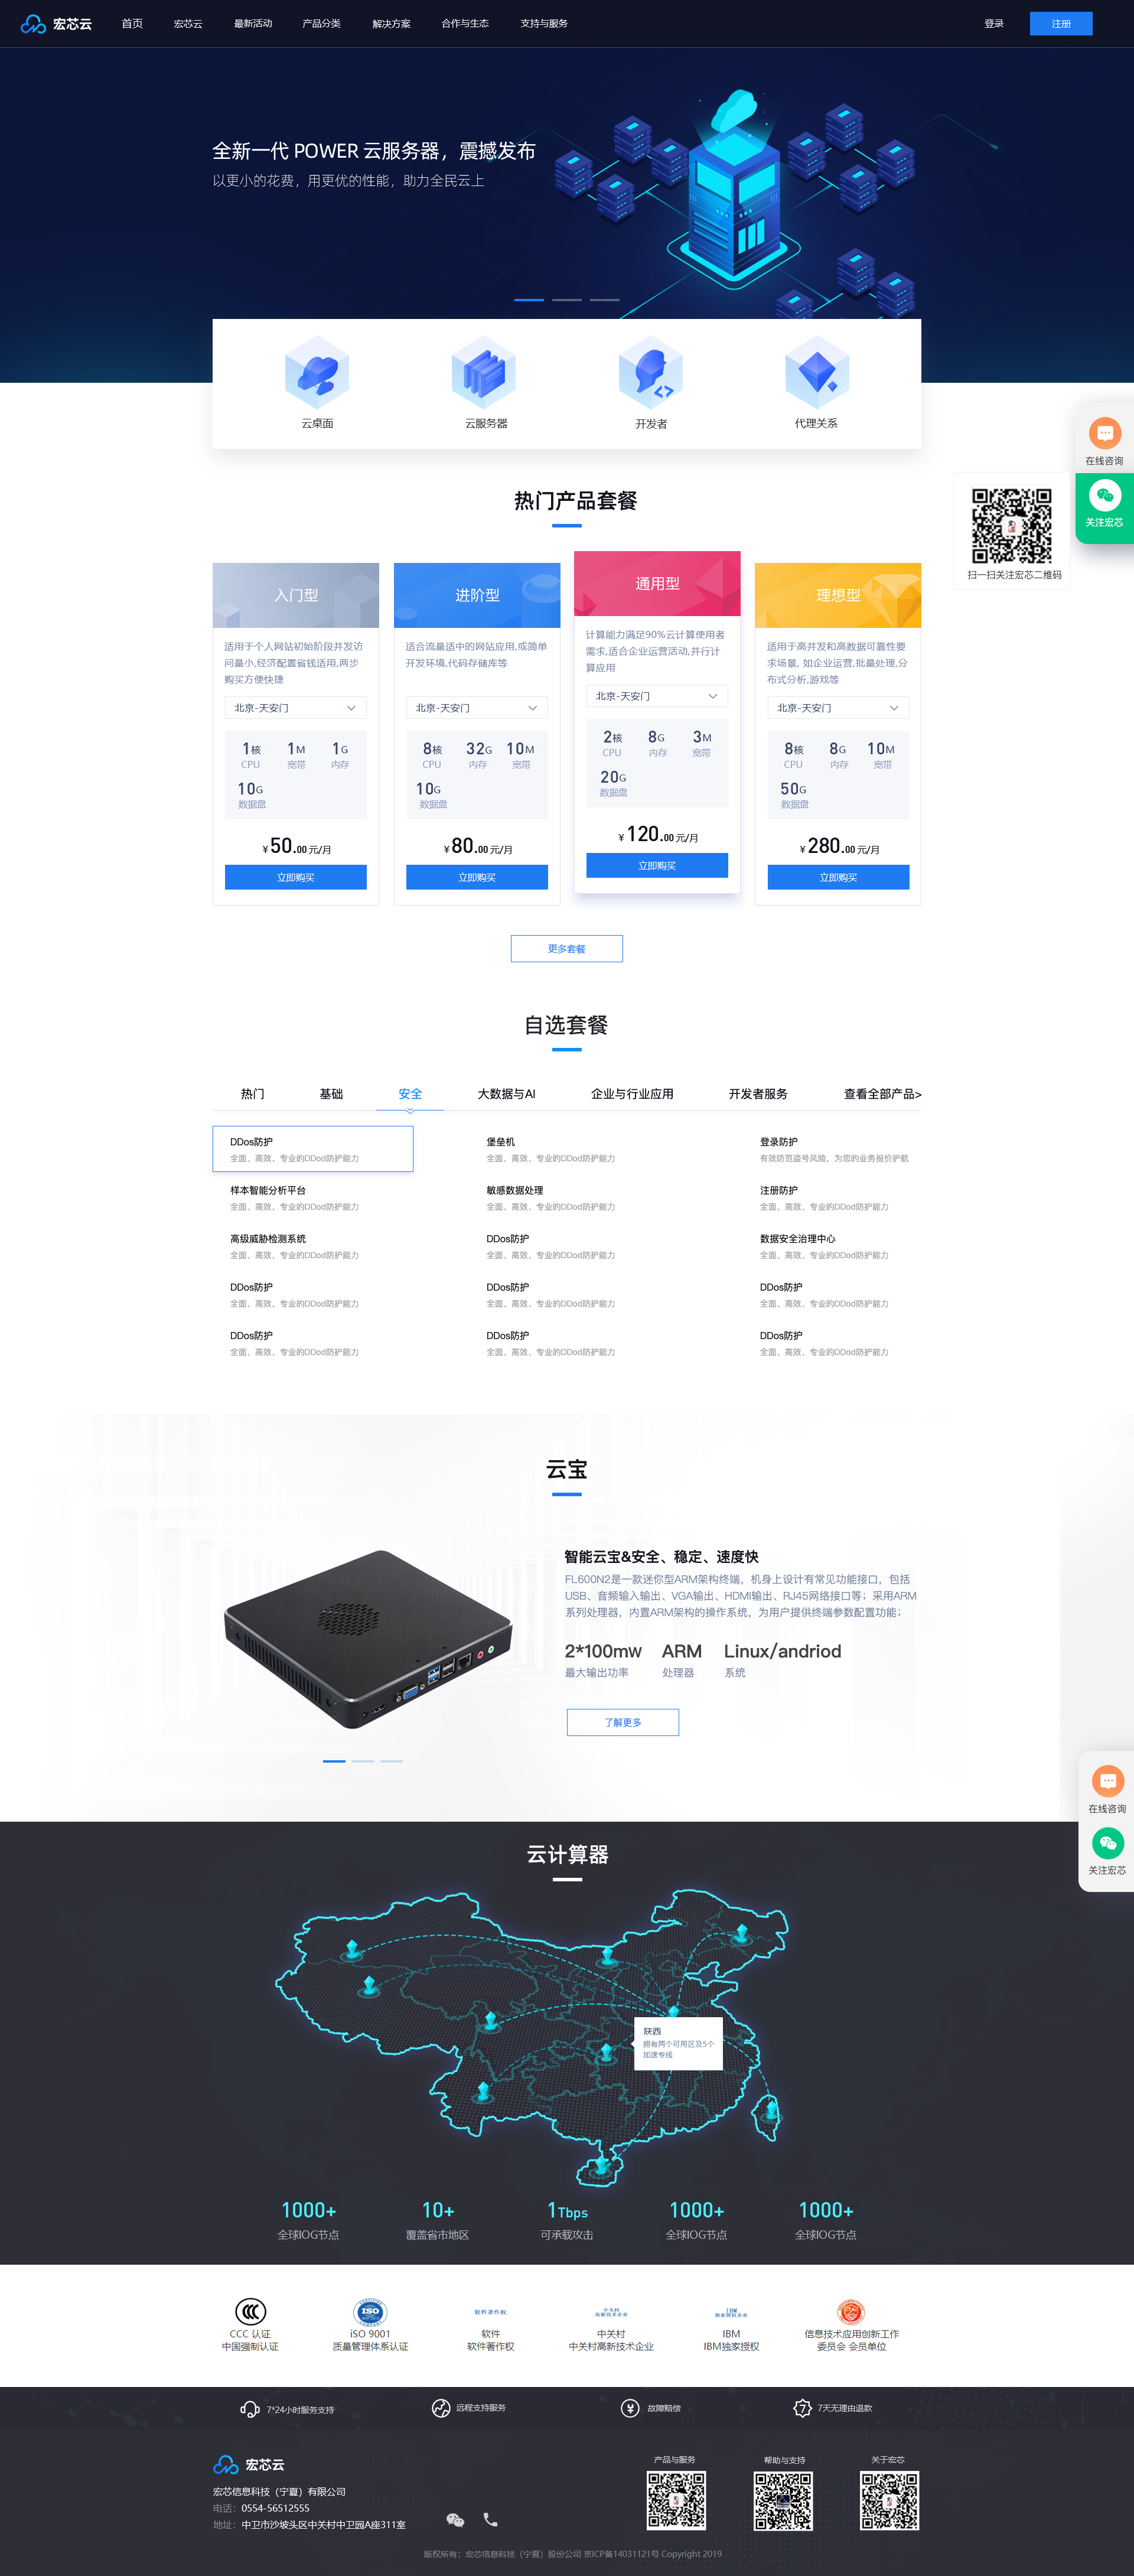 宏芯云 首页 宏芯云 最新活动 产品分类 解决方案 合作与生态 支持与服务 登录 注册
全新一代 POWER 云服务器，震撼发布
以更小的花费，用更优的性能，助力全民云上
云桌面 云服务器 开发者 代理关系
在线咨询
关注宏芯
扫一扫关注宏芯二维码
热门产品套餐
入门型
适用于个人网站初始阶段并发访
问量小,经济配置省钱适用,两步
购买方便快捷
北京-天安门
1核 1M 1G
CPU 宽带 内存
10G
数据盘
¥50.00 元/月
立即购买
进阶型
适合流量适中的网站应用,或简单
开发环境,代码存储库等
北京-天安门
8核 32G 10M
CPU 内存 宽带
10G
数据盘
¥80.00 元/月
立即购买
通用型
计算能力满足90%云计算使用者
需求,适合企业运营活动,并行计
算应用
北京-天安门
2核 8G 3M
CPU 内存 宽带
20G
数据盘
¥120.00 元/月
立即购买
理想型
适用于高并发和高数据可靠性要
求场景, 如企业运营,批量处理,分
布式分析,游戏等
北京-天安门
8核 8G 10M
CPU 内存 宽带
50G
数据盘
¥280.00 元/月
立即购买
更多套餐
自选套餐
热门 基础 安全 大数据与AI 企业与行业应用 开发者服务 查看全部产品>
DDos防护 堡垒机 登录防护
全面、高效、专业的DDod防护能力 全面、高效、专业的DDod防护能力 有效防范盗号风险，为您的业务报价护航
样本智能分析平台 敏感数据处理 注册防护
全面、高效、专业的DDod防护能力 全面、高效、专业的DDod防护能力 全面、高效、专业的DDod防护能力
高级威胁检测系统 DDos防护 数据安全治理中心
全面、高效、专业的DDod防护能力 全面、高效、专业的DDod防护能力 全面、高效、专业的DDod防护能力
DDos防护 DDos防护 DDos防护
全面、高效、专业的DDod防护能力 全面、高效、专业的DDod防护能力 全面、高效、专业的DDod防护能力
DDos防护 DDos防护 DDos防护
全面、高效、专业的DDod防护能力 全面、高效、专业的DDod防护能力 全面、高效、专业的DDod防护能力
云宝
智能云宝&安全、稳定、速度快
FL600N2是一款迷你型ARM架构终端，机身上设计有常见功能接口，包括
USB、音频输入输出、VGA输出、HDMI输出、RJ45网络接口等；采用ARM
系列处理器，内置ARM架构的操作系统，为用户提供终端参数配置功能；
2*100mw ARM Linux/andriod
最大输出功率 处理器 系统
了解更多
在线咨询
关注宏芯
云计算器
陕西
拥有两个可用区及5个
加速专线
1000+ 10+ 1Tbps 1000+ 1000+
全球IOG节点 覆盖省市地区 可承载攻击 全球IOG节点 全球IOG节点
ISO 软件著作权 中关村 IBM
高新技术企业 独家授权企业
CCC 认证 iSO 9001 软件 中关村 IBM 信息技术应用创新工作
中国强制认证 质量管理体系认证 软件著作权 中关村高新技术企业 IBM独家授权 委员会 会员单位
7*24小时服务支持 远程支持服务 ¥ 故障赔偿 7 7天无理由退款
宏芯云 产品与服务 帮助与支持 关于宏芯
宏芯信息科技（宁夏）有限公司
电话：0554-56512555
地址：中卫市沙坡头区中关村中卫园A座311室
版权所有：宏芯信息科技（宁夏）股份公司 京ICP备14031121号 Copyright 2019